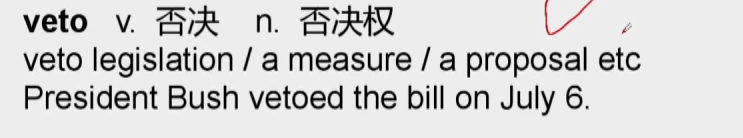 veto v. 否决 n. 否决权
veto legislation / a measure / a proposal etc
President Bush vetoed the bill on July 6.